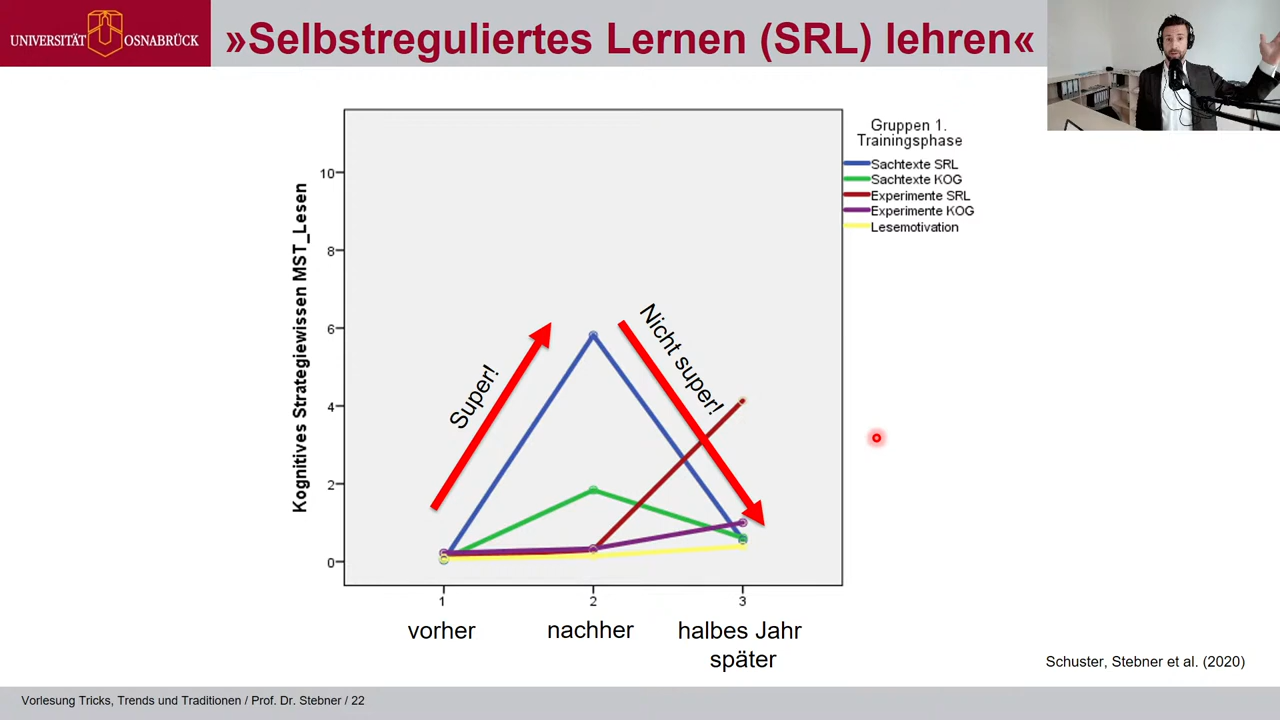 UNIVERSITÄT OSNABRÜCK
»Selbstreguliertes Lernen (SRL) lehren«
Gruppen 1.
Trainingsphase
Sachtexte SRL
Sachtexte KOG
Experimente SRL
Experimente KOG
Lesemotivation
Kognitives Strategiewissen MST_Lesen
10
8
6
4
2
0
Super!
Nicht super!
1
2
3
vorher
nachher
halbes Jahr
später
Schuster, Stebner et al. (2020)
Vorlesung Tricks, Trends und Traditionen / Prof. Dr. Stebner / 22